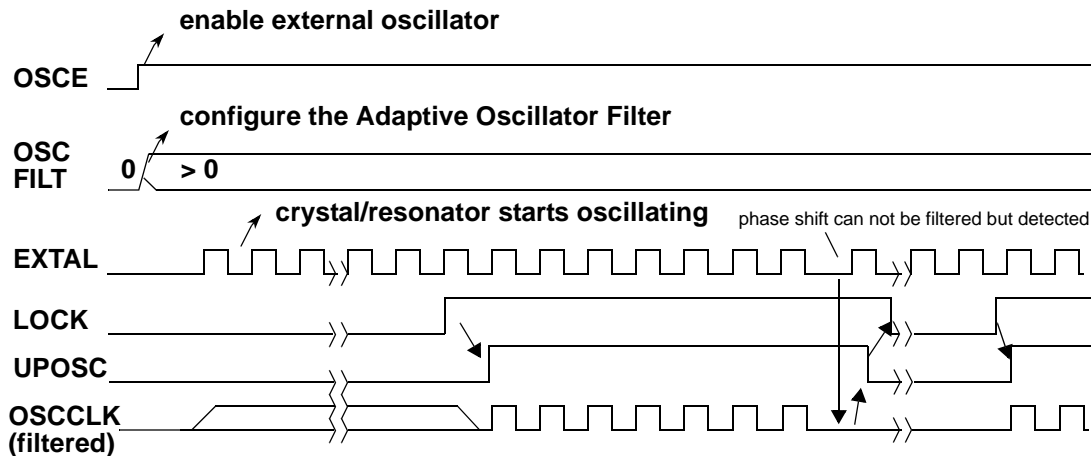 enable external oscillator
OSCE
configure the Adaptive Oscillator Filter
OSC
FILT
0 > 0
crystal/resonator starts oscillating
phase shift can not be filtered but detected
EXTAL
LOCK
UPOSC
OSCCLK
(filtered)